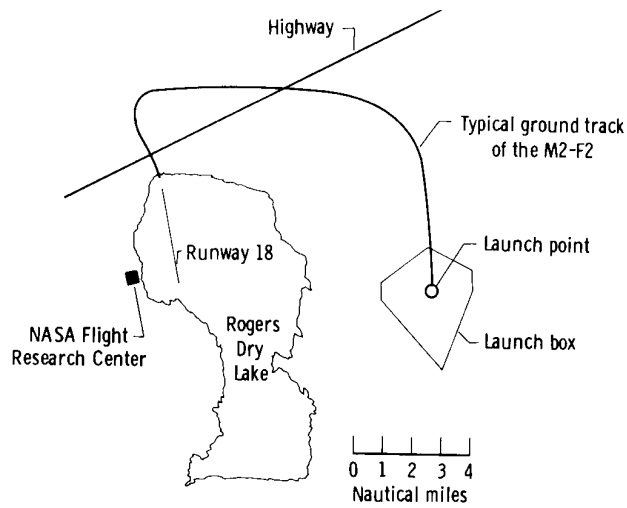 Highway
Typical ground track
of the M2-F2
Launch point
Runway 18
NASA Flight
Research Center
Rogers
Dry
Lake
Launch box
0 1 2 3 4
Nautical miles